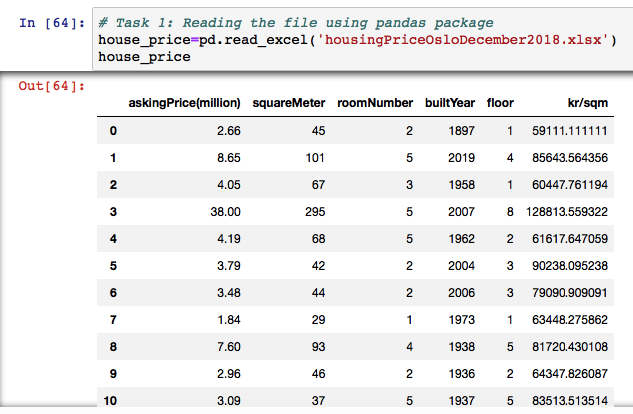 In [64]: # Task 1: Reading the file using pandas package
house_price=pd.read_excel('housingPriceOsloDecember2018.xlsx')
house_price
Out[64]:
askingPrice(million) squareMeter roomNumber builtYear floor kr/sqm
0 2.66 45 2 1897 1 59111.111111
1 8.65 101 5 2019 4 85643.564356
2 4.05 67 3 1958 1 60447.761194
3 38.00 295 5 2007 8 128813.559322
4 4.19 68 5 1962 2 61617.647059
5 3.79 42 2 2004 3 90238.095238
6 3.48 44 2 2006 3 79090.909091
7 1.84 29 1 1973 1 63448.275862
8 7.60 93 4 1938 5 81720.430108
9 2.96 46 2 1936 2 64347.826087
10 3.09 37 5 1937 5 83513.513514